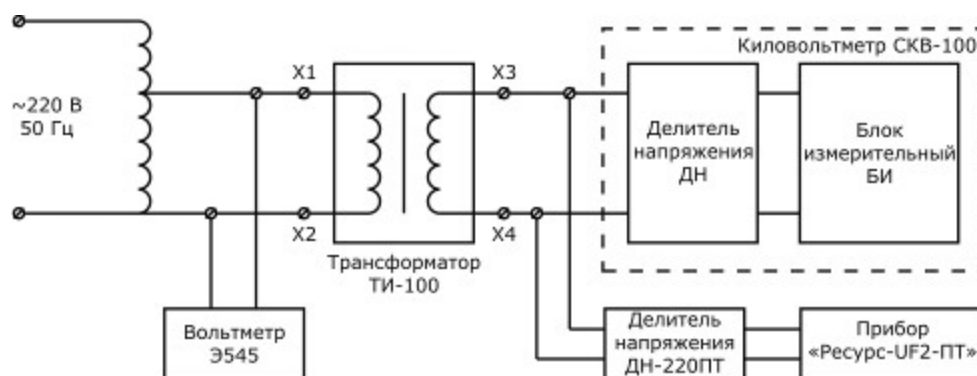 ~220 В
50 Гц
X1
X2
Трансформатор
ТИ-100
X3
X4
Вольтметр
Э545
Киловольтметр СКВ-100
Делитель
напряжения
ДН
Блок
измерительный
БИ
Делитель
напряжения
ДН-220ПТ
Прибор
«Ресурс-UF2-ПТ»